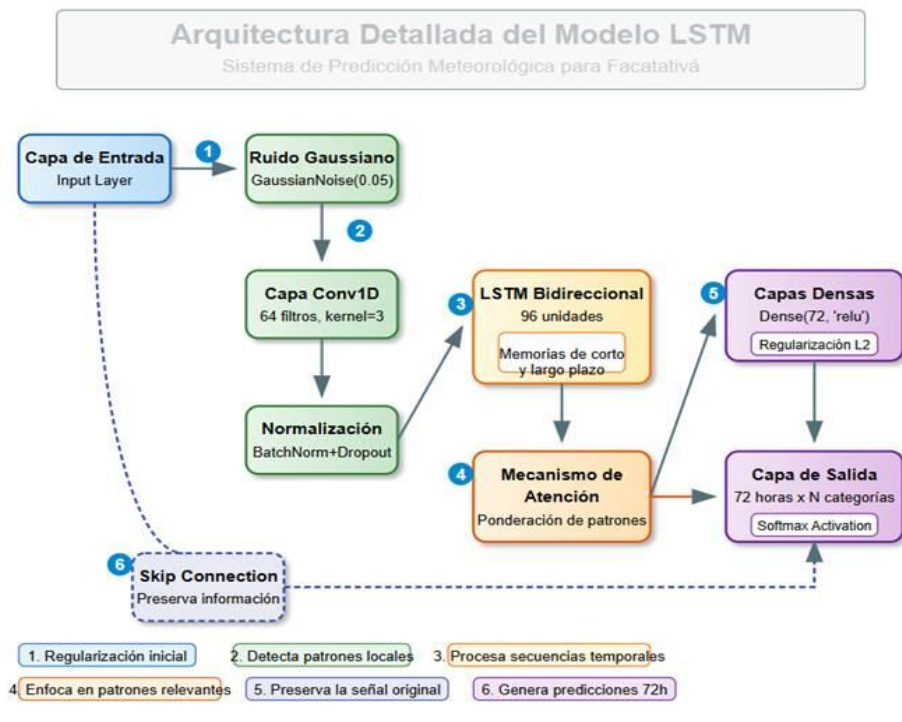 Arquitectura Detallada del Modelo LSTM
Sistema de Predicción Meteorológica para Facatativá
Capa de Entrada
Input Layer
1
Ruido Gaussiano
GaussianNoise(0.05)
2
Capa Conv1D
64 filtros, kernel=3
Normalización
BatchNorm+Dropout
3
LSTM Bidireccional
96 unidades
Memorias de corto
y largo plazo
4
Mecanismo de
Atención
Ponderación de patrones
5
Capas Densas
Dense(72, 'relu')
Regularización L2
Capa de Salida
72 horas x N categorías
Softmax Activation
6
Skip Connection
Preserva información
1. Regularización inicial
2. Detecta patrones locales
3. Procesa secuencias temporales
4. Enfoca en patrones relevantes
5. Preserva la señal original
6. Genera predicciones 72h